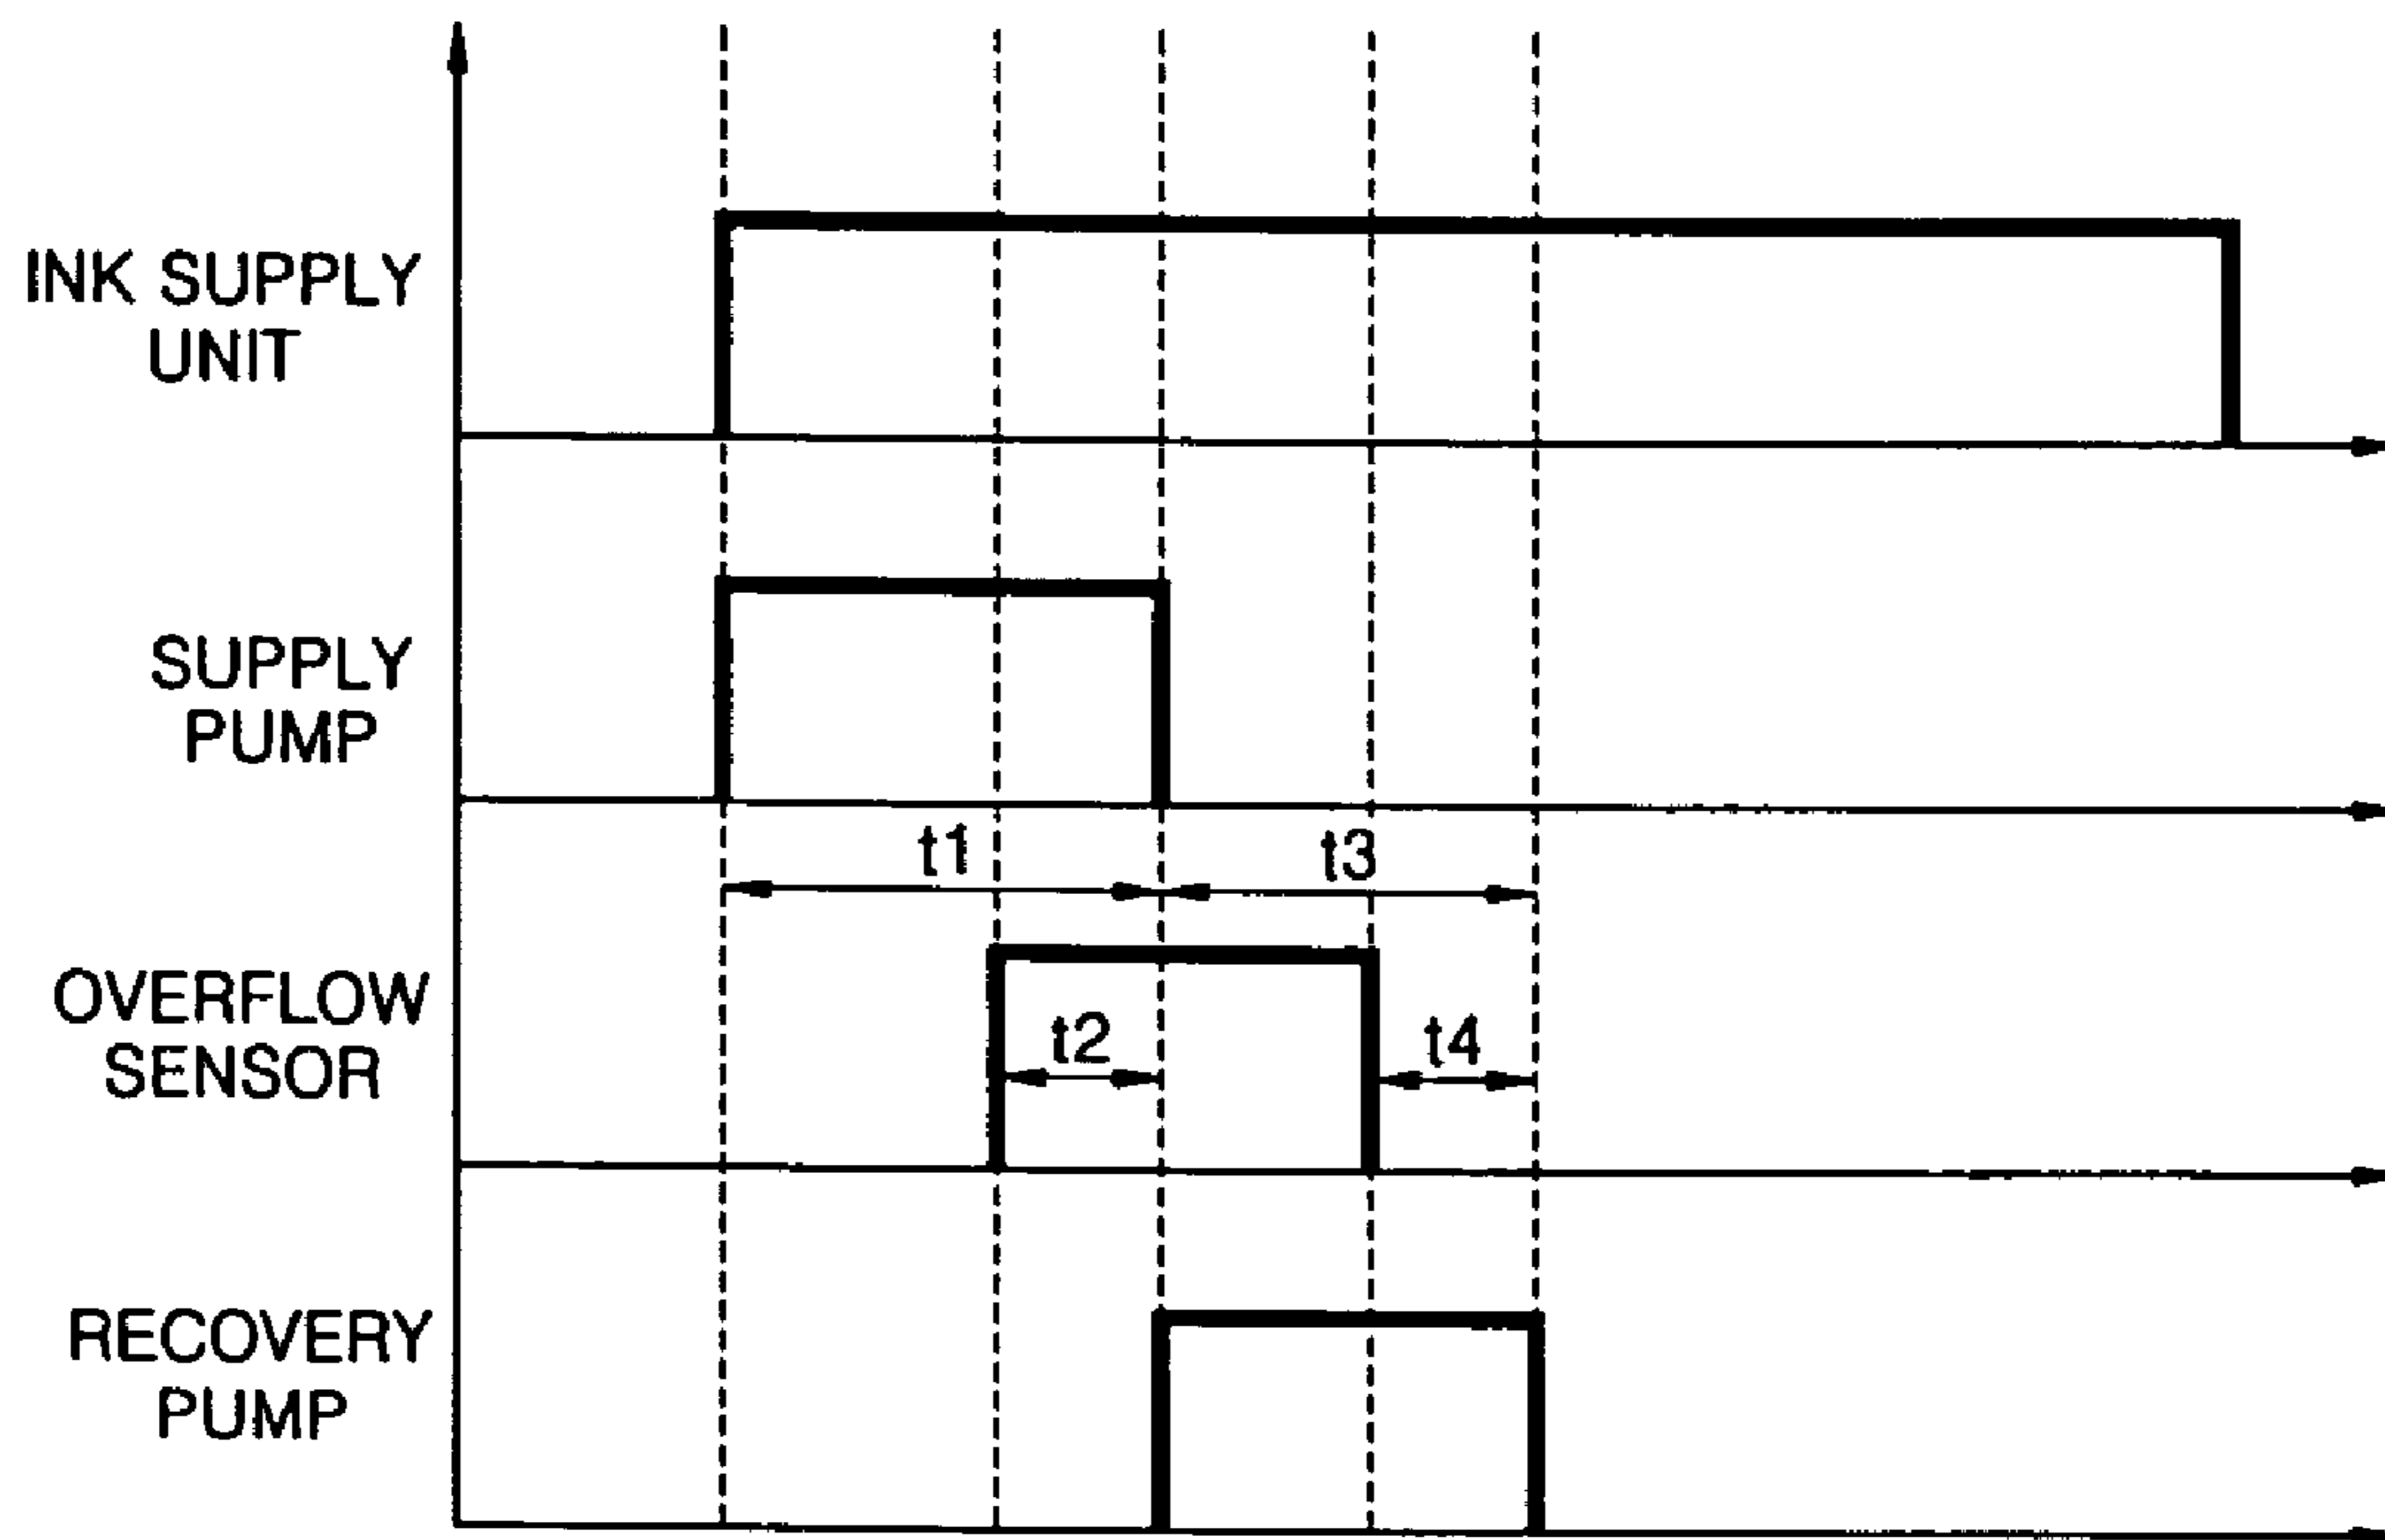 INK SUPPLY
UNIT
SUPPLY
PUMP
t1
t3
OVERFLOW
SENSOR
t2
t4
RECOVERY
PUMP